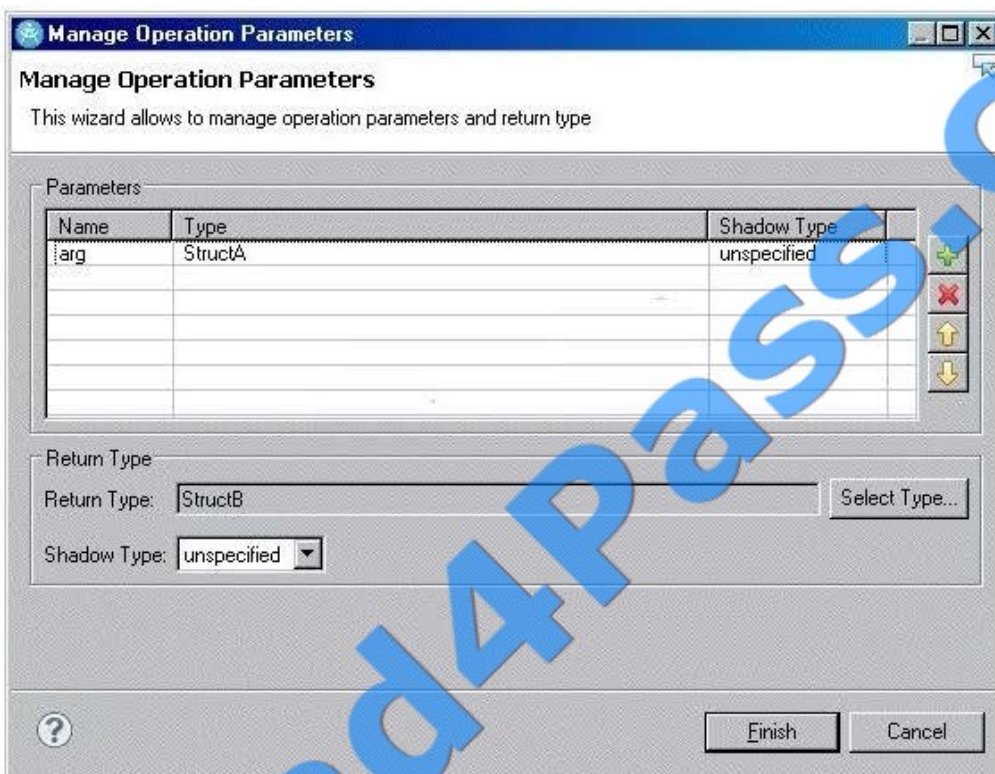 Manage Operation Parameters
Manage Operation Parameters
This wizard allows to manage operation parameters and return type
Parameters
Name Type Shadow Type
arg StructA unspecified
Return Type
Return Type: StructB Select Type...
Shadow Type: unspecified
? Finish Cancel
d4Pass.c